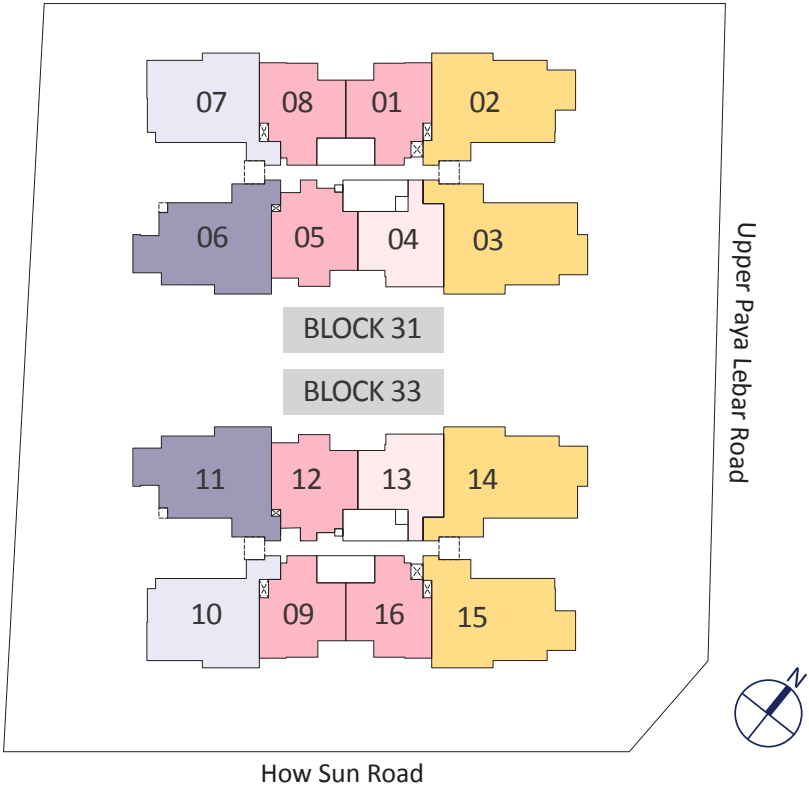 07 08 01 02
06 05 04 03
BLOCK 31
BLOCK 33
11 12 13 14
10 09 16 15
Upper Paya Lebar Road
N
How Sun Road